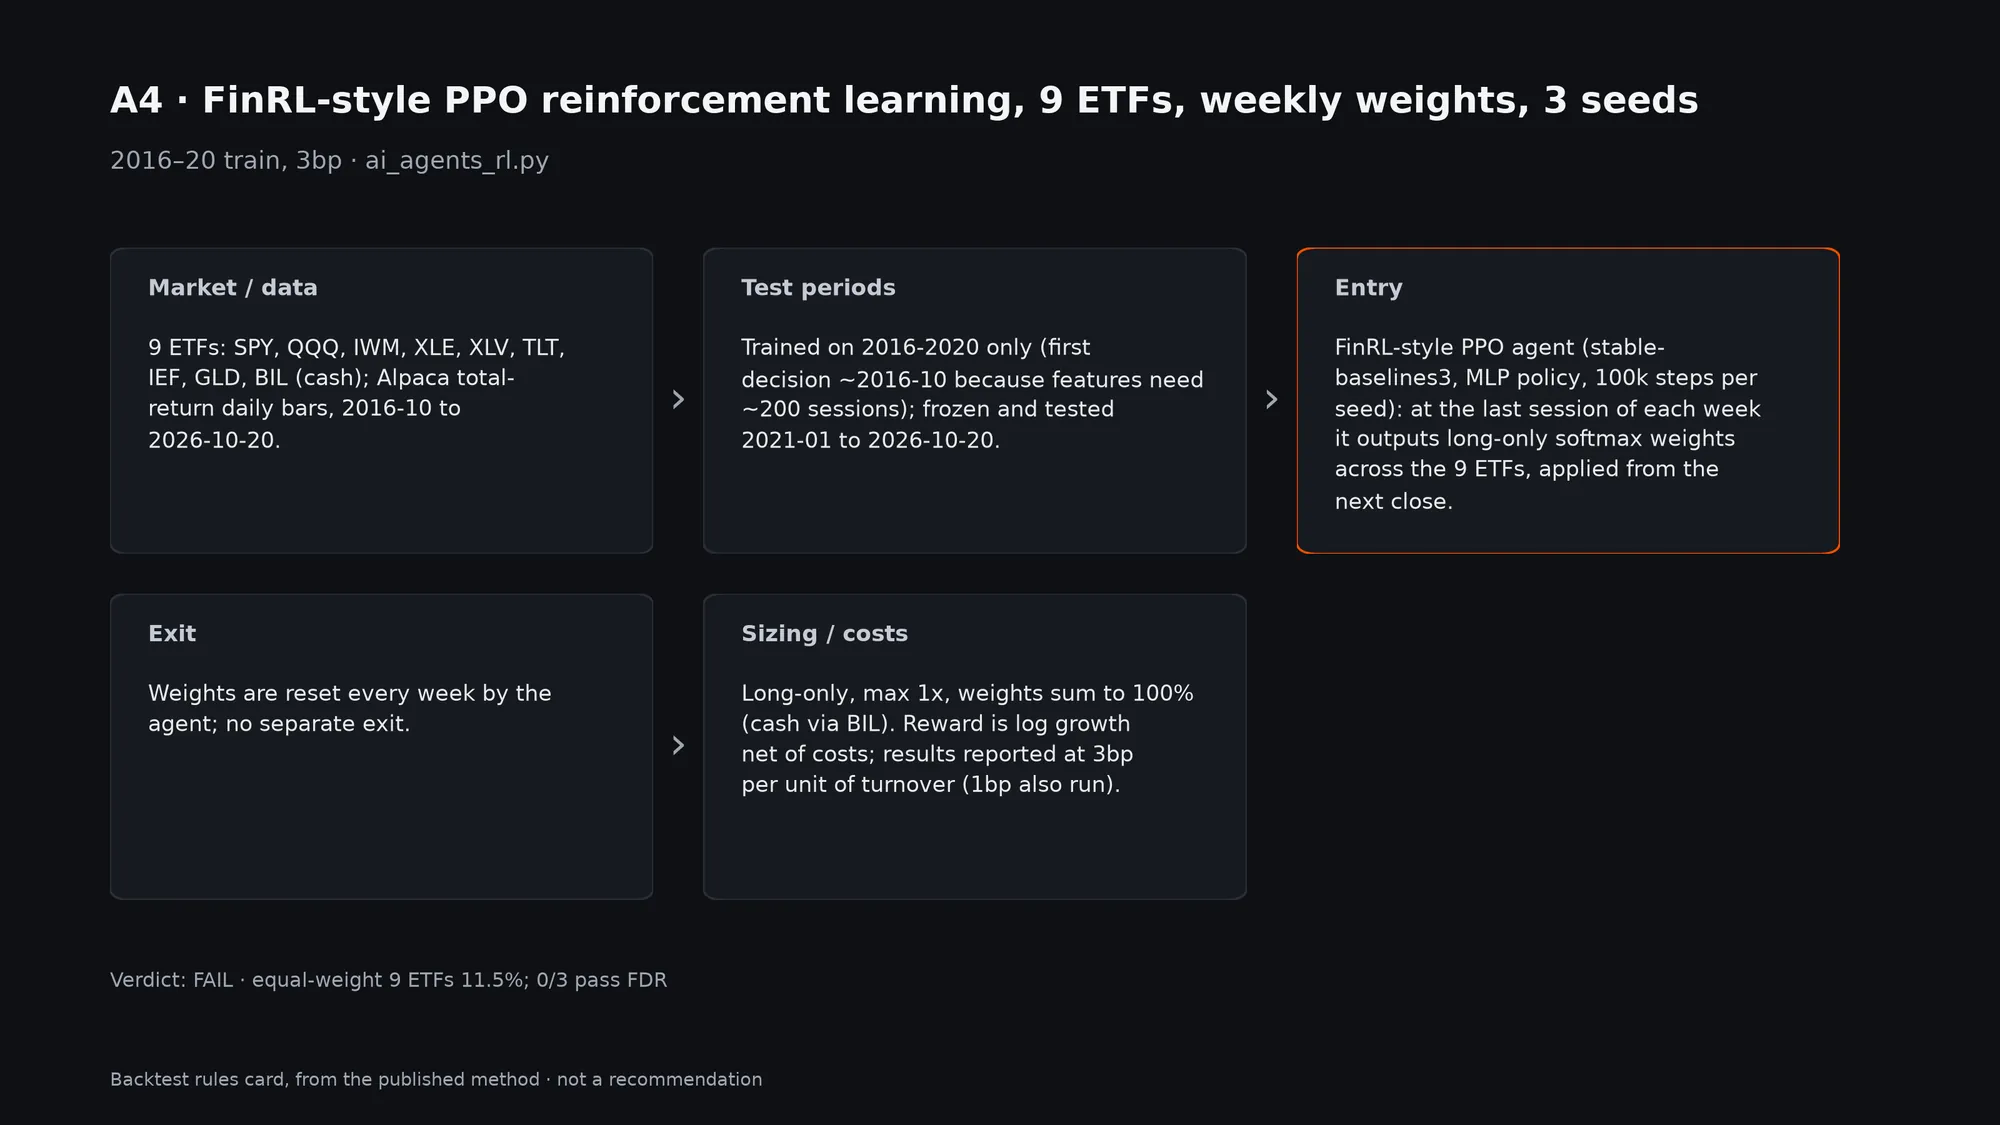 A4 · FinRL-style PPO reinforcement learning, 9 ETFs, weekly weights, 3 seeds
2016–20 train, 3bp · ai_agents_rl.py
Market / data
9 ETFs: SPY, QQQ, IWM, XLE, XLV, TLT,
IEF, GLD, BIL (cash); Alpaca total-
return daily bars, 2016-10 to
2026-10-20.
›
Test periods
Trained on 2016-2020 only (first
decision ~2016-10 because features need
~200 sessions); frozen and tested
2021-01 to 2026-10-20.
›
Entry
FinRL-style PPO agent (stable-
baselines3, MLP policy, 100k steps per
seed): at the last session of each week
it outputs long-only softmax weights
across the 9 ETFs, applied from the
next close.
Exit
Weights are reset every week by the
agent; no separate exit.
›
Sizing / costs
Long-only, max 1x, weights sum to 100%
(cash via BIL). Reward is log growth
net of costs; results reported at 3bp
per unit of turnover (1bp also run).
Verdict: FAIL · equal-weight 9 ETFs 11.5%; 0/3 pass FDR
Backtest rules card, from the published method · not a recommendation